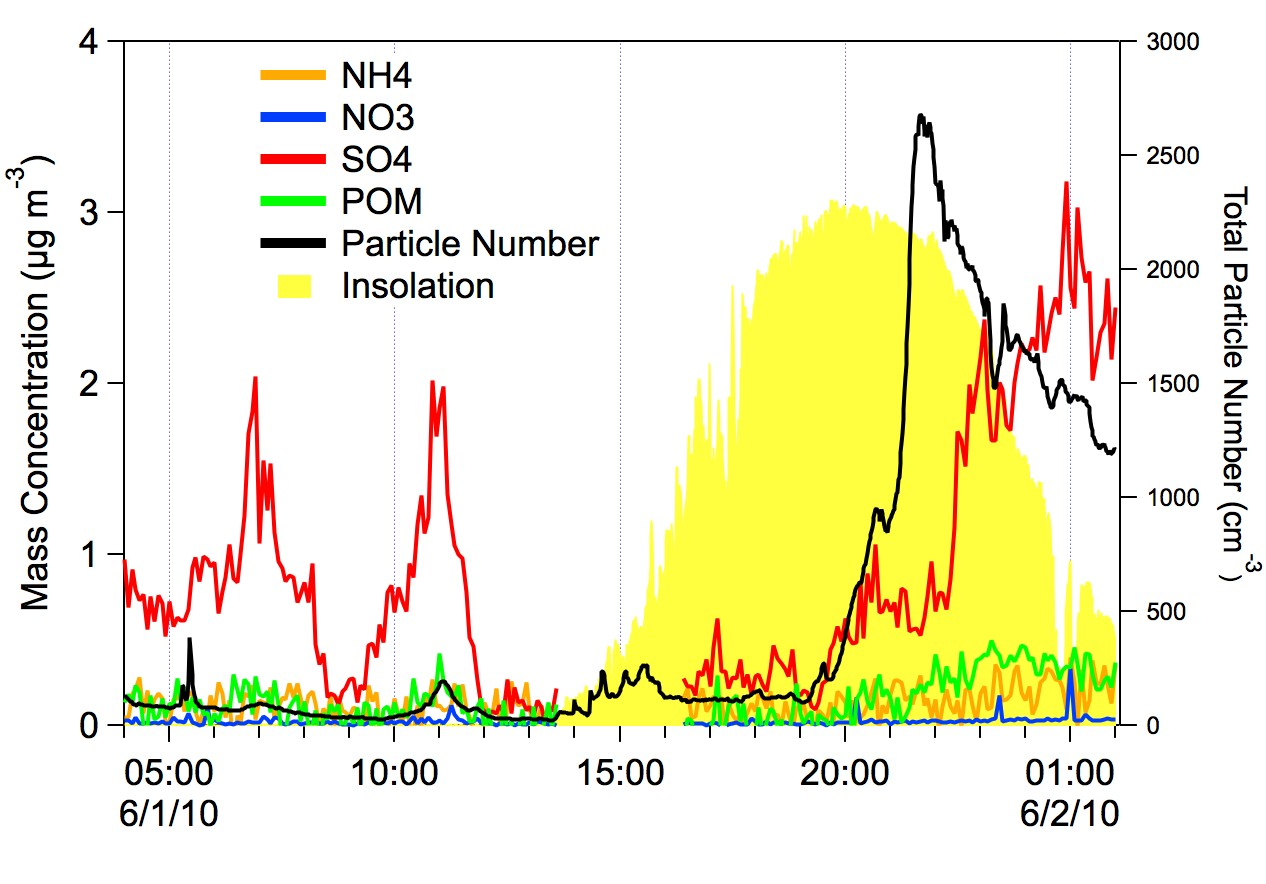 4
3
2
1
0
Mass Concentration (µg m-3)
NH4
NO3
SO4
POM
Particle Number
Insolation
3000
2500
2000
1500
1000
500
0
Total Particle Number (cm-3)
05:00 10:00 15:00 20:00 01:00
6/1/10 6/2/10